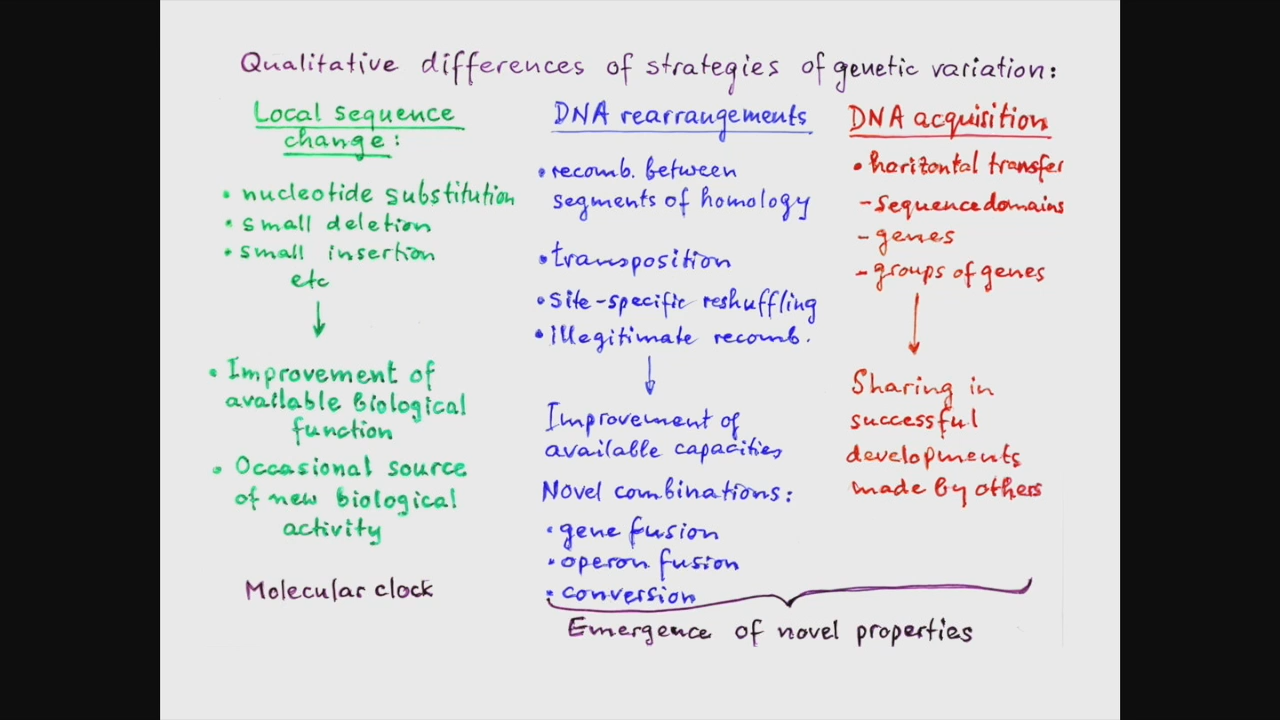 Qualitative differences of strategies of genetic variation:
Local sequence
change:
• nucleotide substitution
• small deletion
• small insertion
etc
↓
• Improvement of
available biological
function
• Occasional source
of new biological
activity
Molecular clock
DNA rearrangements
• recomb. between
segments of homology
• transposition
• site-specific reshuffling
• illegitimate recomb.
↓
Improvement of
available capacities
Novel combinations:
• gene fusion
• operon fusion
• conversion
DNA acquisition
• horizontal transfer
- sequence domains
- genes
- groups of genes
↓
Sharing in
successful
developments
made by others
Emergence of novel properties